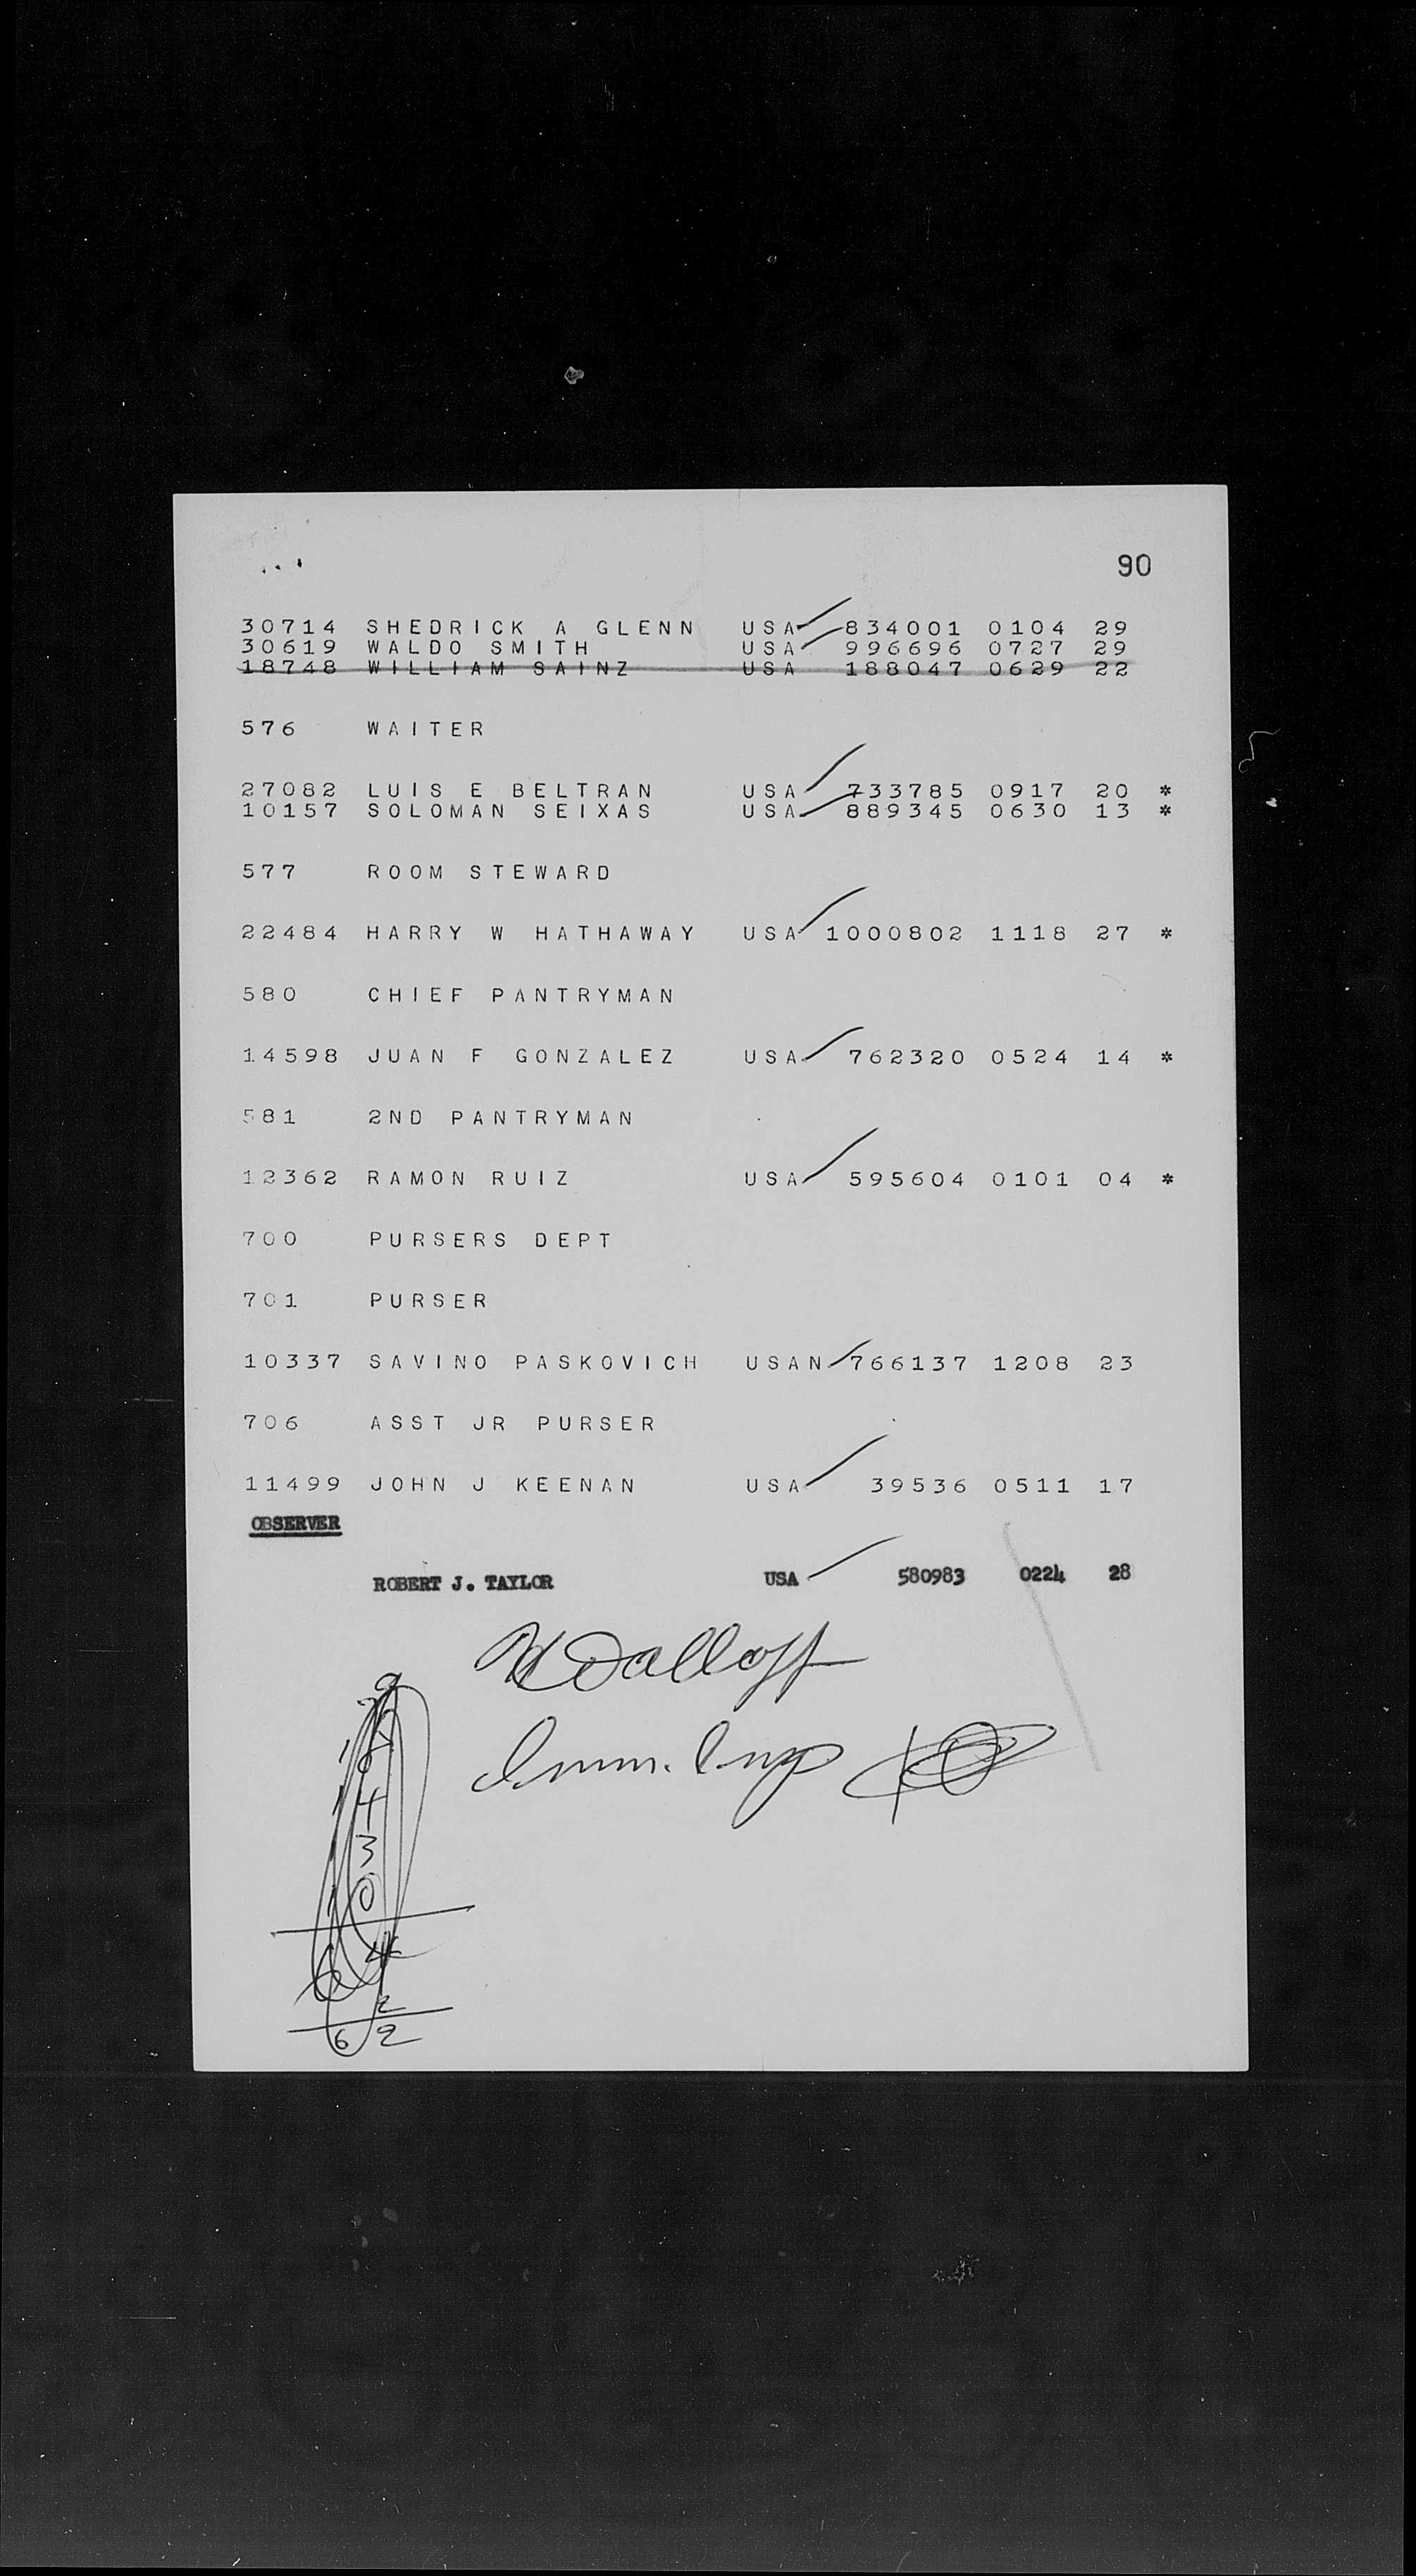 90
30714 SHEDRICK A GLENN USA 834001 0104 29
30619 WALDO SMITH USA 996696 0727 29
18748 WILLIAM SAINZ USA 188047 0629 22
576 WAITER
27082 LUIS E BELTRAN USA 733785 0917 20 *
10157 SOLOMAN SEIXAS USA 889345 0630 13 *
577 ROOM STEWARD
22484 HARRY W HATHAWAY USA 1000802 1118 27 *
580 CHIEF PANTRYMAN
14598 JUAN F GONZALEZ USA 762320 0524 14 *
581 2ND PANTRYMAN
12362 RAMON RUIZ USA 595604 0101 04 *
700 PURSERS DEPT
701 PURSER
10337 SAVINO PASKOVICH USAN 766137 1208 23
706 ASST JR PURSER
11499 JOHN J KEENAN USA 39536 0511 17
OBSERVER
ROBERT J. TAYLOR USA 580983 0224 28
Imm. Insp
4
3
0
2
62